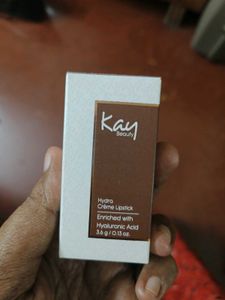 Kay
Beauty
Hydra
Crème Lipstick
Enriched with
Hyaluronic Acid
3.6 g / 0.13 oz.